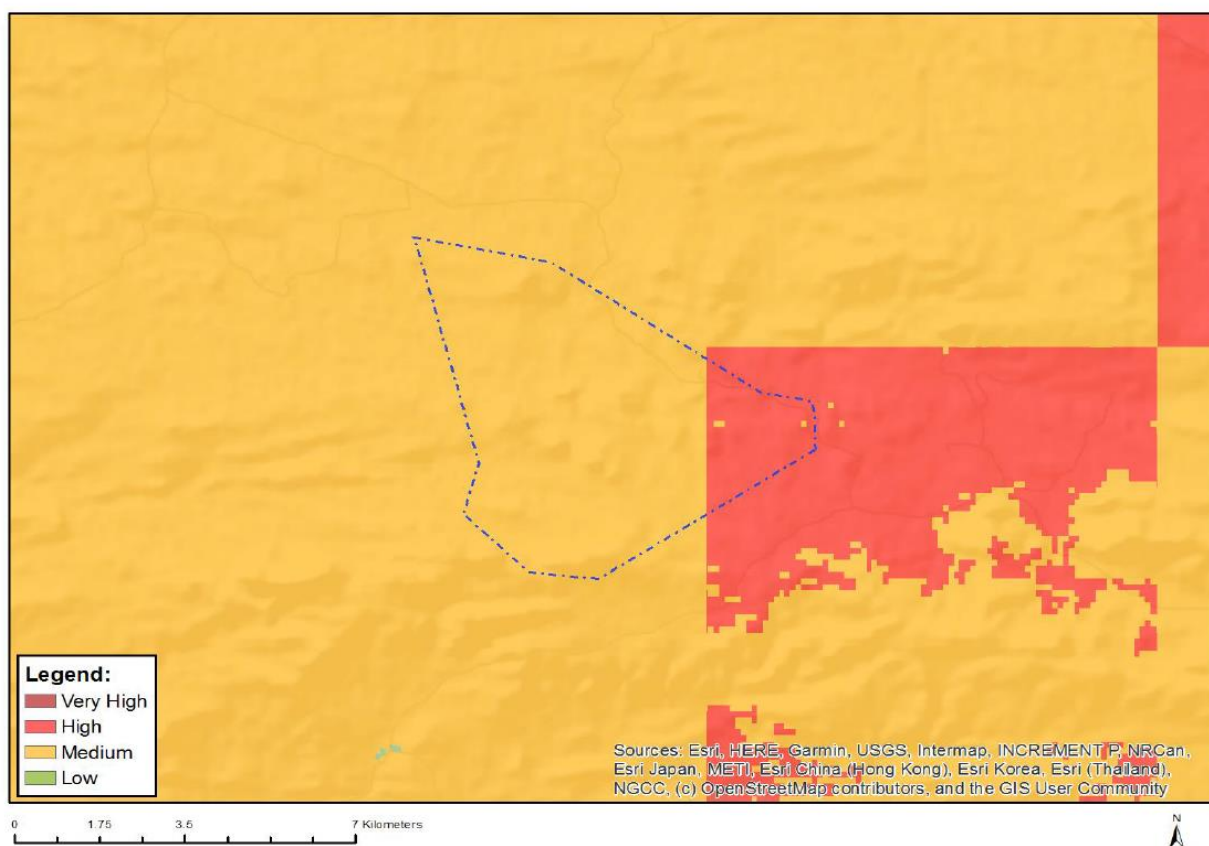 Legend:
Very High
High
Medium
Low
Sources: Esri, HERE, Garmin, USGS, Intermap, INCREMENT P, NRCan,
Esri Japan, METI, Esri China (Hong Kong), Esri Korea, Esri (Thailand),
NGCC, (c) OpenStreetMap contributors, and the GIS User Community
0 1.75 3.5 7 Kilometers
N